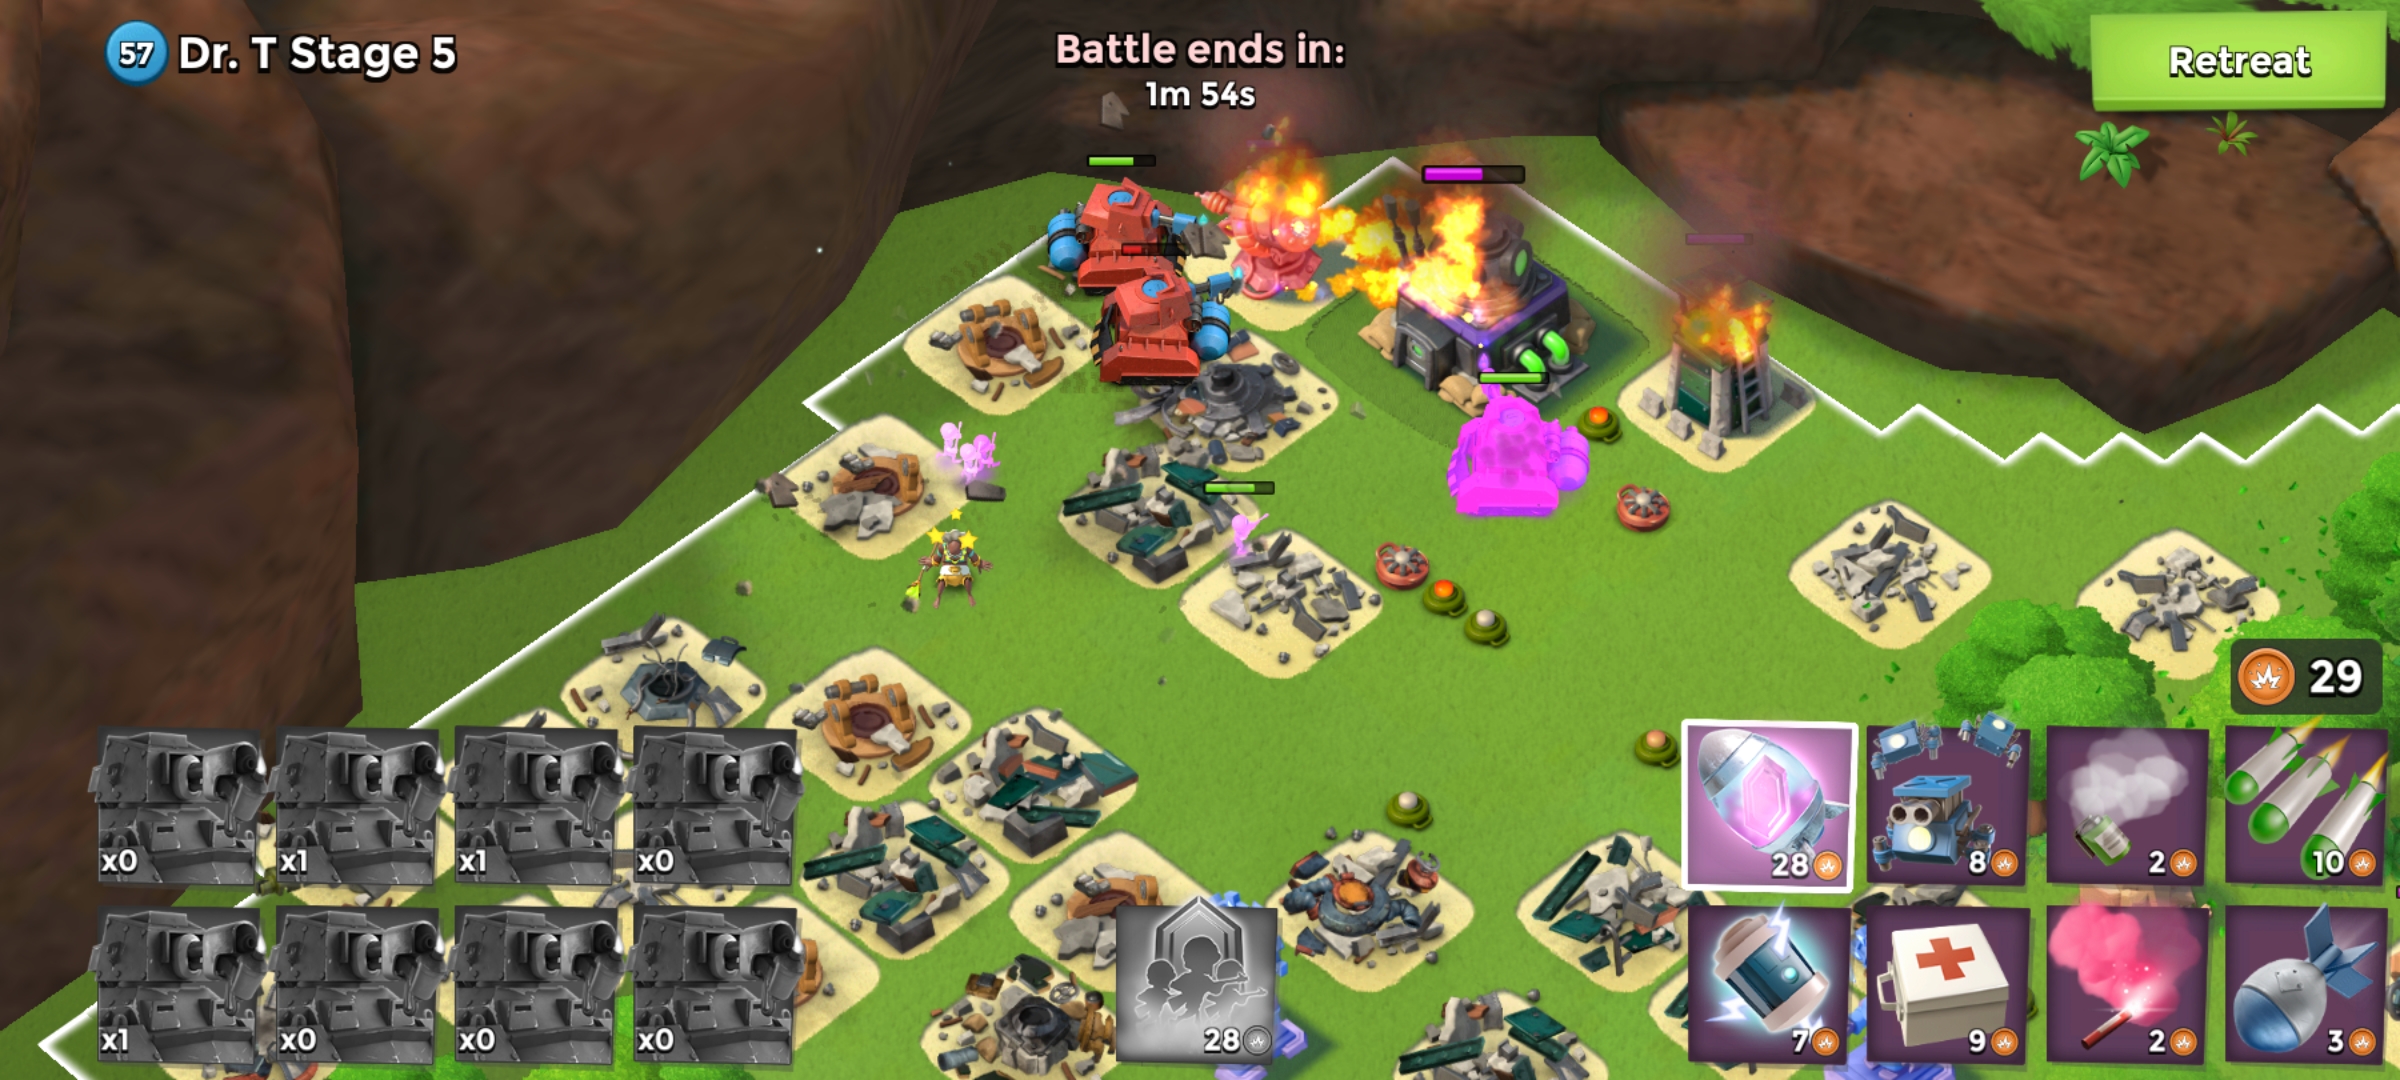 57 Dr. T Stage 5
Battle ends in:
1m 54s
Retreat
29
x0 x1 x1 x0
28 8 2 10
x1 x0 x0 x0
28
7 9 2 3